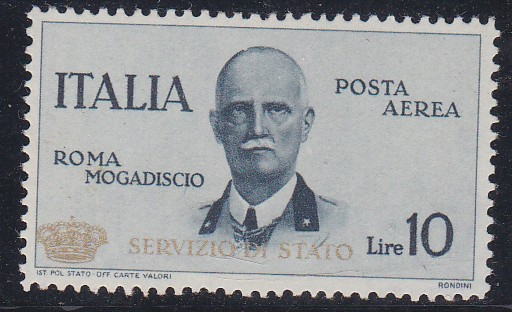 ITALIA
POSTA
AEREA
ROMA
MOGADISCIO
SERVIZIO DI STATO
Lire 10
IST. POL. STATO - OFF. CARTE VALORI
RONDINI